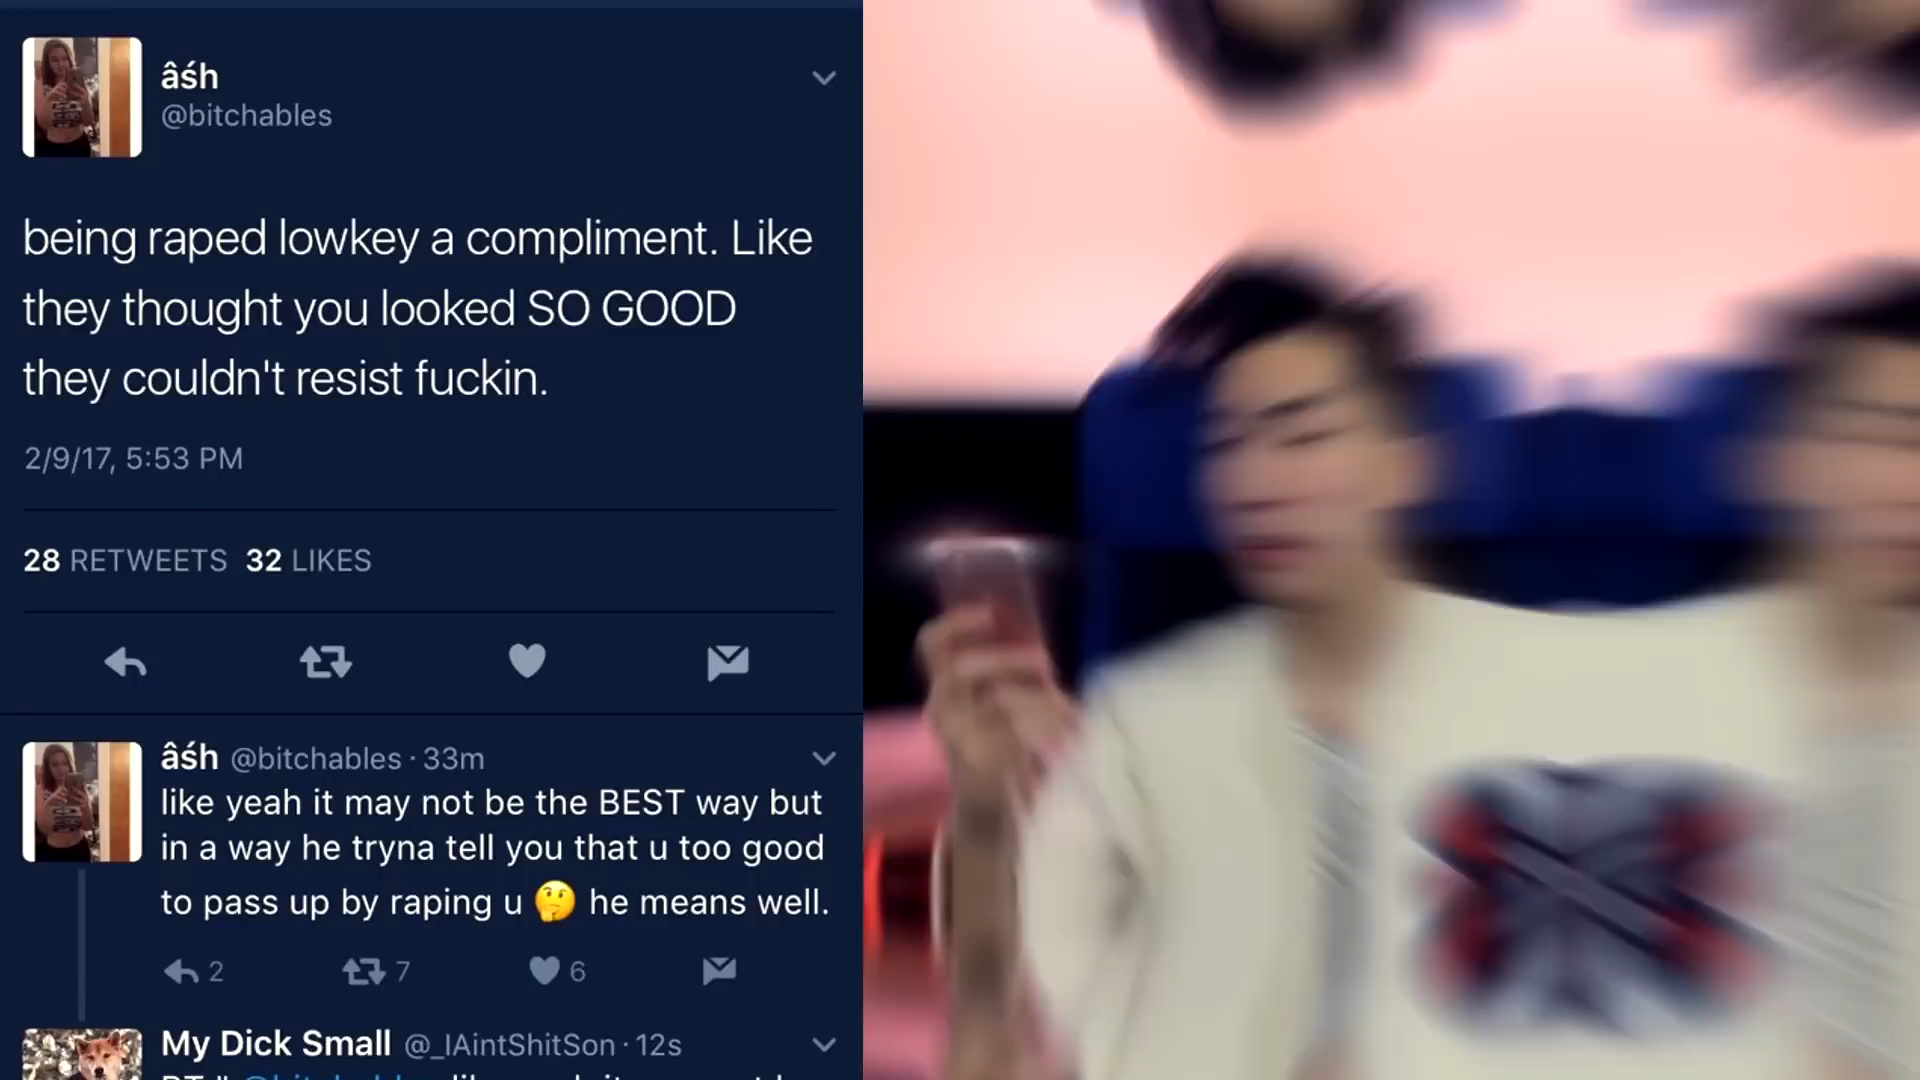 âśh
@bitchables
being raped lowkey a compliment. Like
they thought you looked SO GOOD
they couldn't resist fuckin.
2/9/17, 5:53 PM
28 RETWEETS 32 LIKES
âśh @bitchables · 33m
like yeah it may not be the BEST way but
in a way he tryna tell you that u too good
to pass up by raping u 🤔 he means well.
2 7 6
My Dick Small @_IAintShitSon · 12s